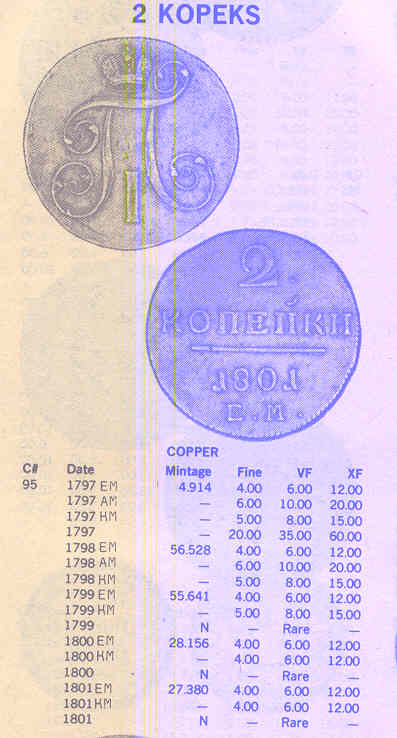 2 KOPEKS
I
2.
КОПЕЙКИ
1801
Е.М.
COPPER
C# Date Mintage Fine VF XF
95 1797 EM 4.914 4.00 6.00 12.00
1797 AM — 6.00 10.00 20.00
1797 KM — 5.00 8.00 15.00
1797 — 20.00 35.00 60.00
1798 EM 56.528 4.00 6.00 12.00
1798 AM — 6.00 10.00 20.00
1798 KM — 5.00 8.00 15.00
1799 EM 55.641 4.00 6.00 12.00
1799 KM — 5.00 8.00 15.00
1799 N — Rare —
1800 EM 28.156 4.00 6.00 12.00
1800 KM — 4.00 6.00 12.00
1800 N — Rare —
1801 EM 27.380 4.00 6.00 12.00
1801 KM — 4.00 6.00 12.00
1801 N — Rare —